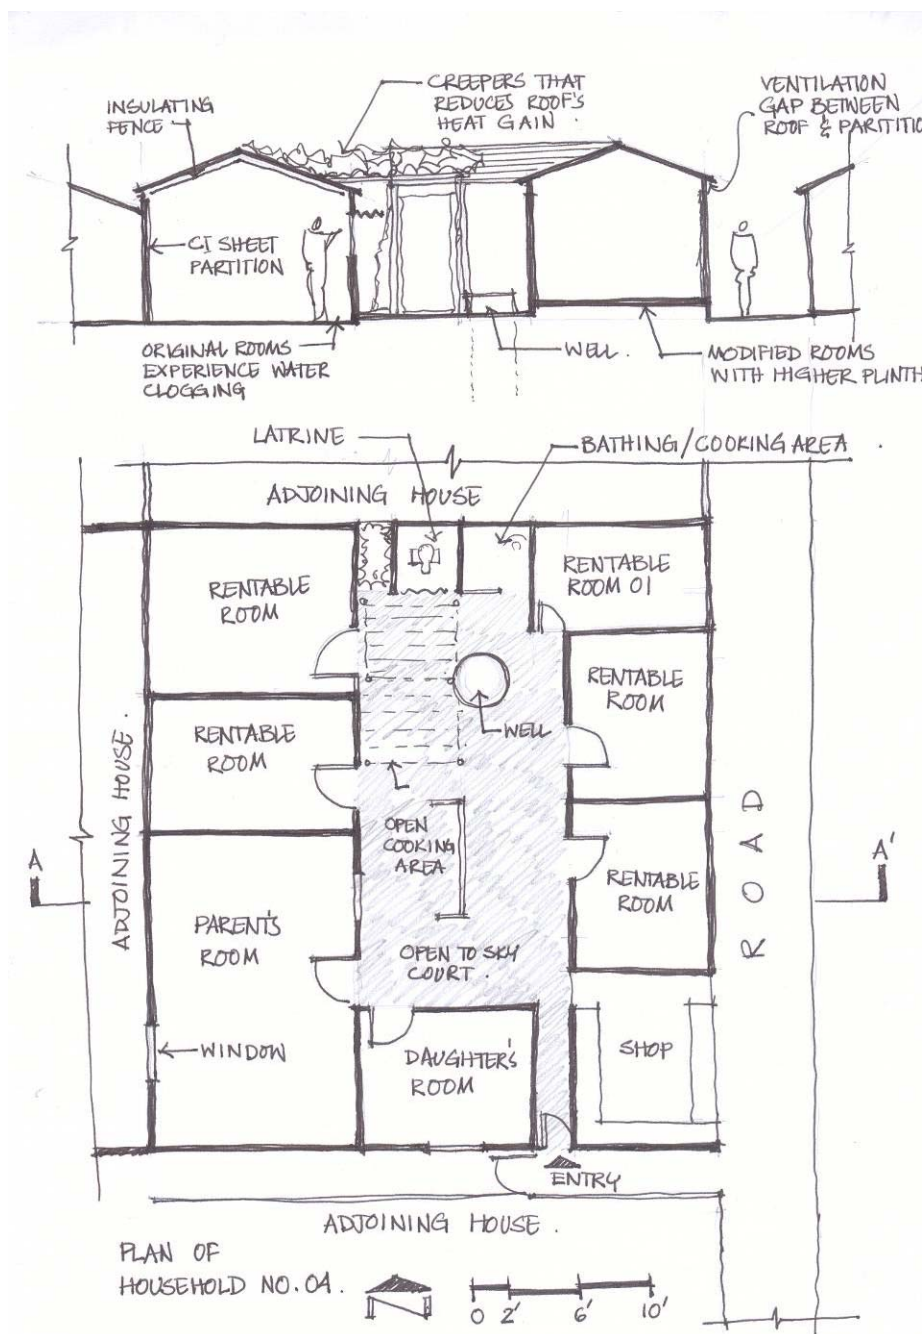 INSULATING
FENCE
CREEPERS THAT
REDUCES ROOF'S
HEAT GAIN.
VENTILATION
GAP BETWEEN
ROOF & PARTITIO
CI SHEET
PARTITION
ORIGINAL ROOMS
EXPERIENCE WATER
CLOGGING
WELL.
MODIFIED ROOMS
WITH HIGHER PLINTH
LATRINE
BATHING/COOKING AREA.
ADJOINING HOUSE
RENTABLE
ROOM
RENTABLE
ROOM 01
RENTABLE
ROOM
WELL
RENTABLE
ROOM
ADJOINING HOUSE.
OPEN
COOKING
AREA
ROAD
A
A'
RENTABLE
ROOM
PARENT'S
ROOM
OPEN TO SKY
COURT.
WINDOW
DAUGHTER'S
ROOM
SHOP
ENTRY
ADJOINING HOUSE.
PLAN OF
HOUSEHOLD NO. 04.
0 2' 6' 10'